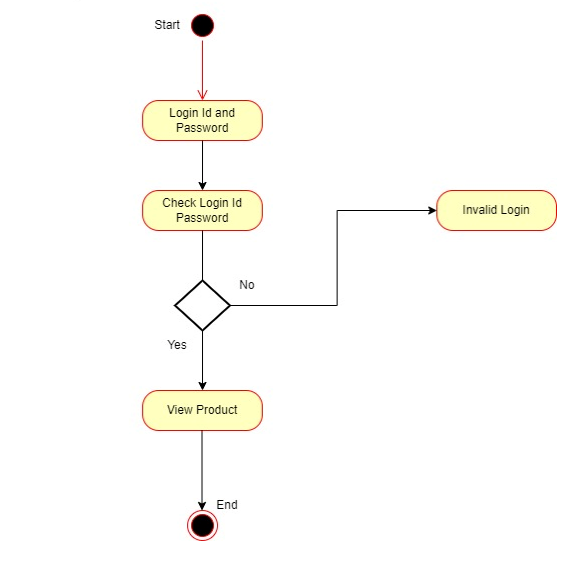 Start
Login Id and
Password
Check Login Id
Password
Invalid Login
No
Yes
View Product
End